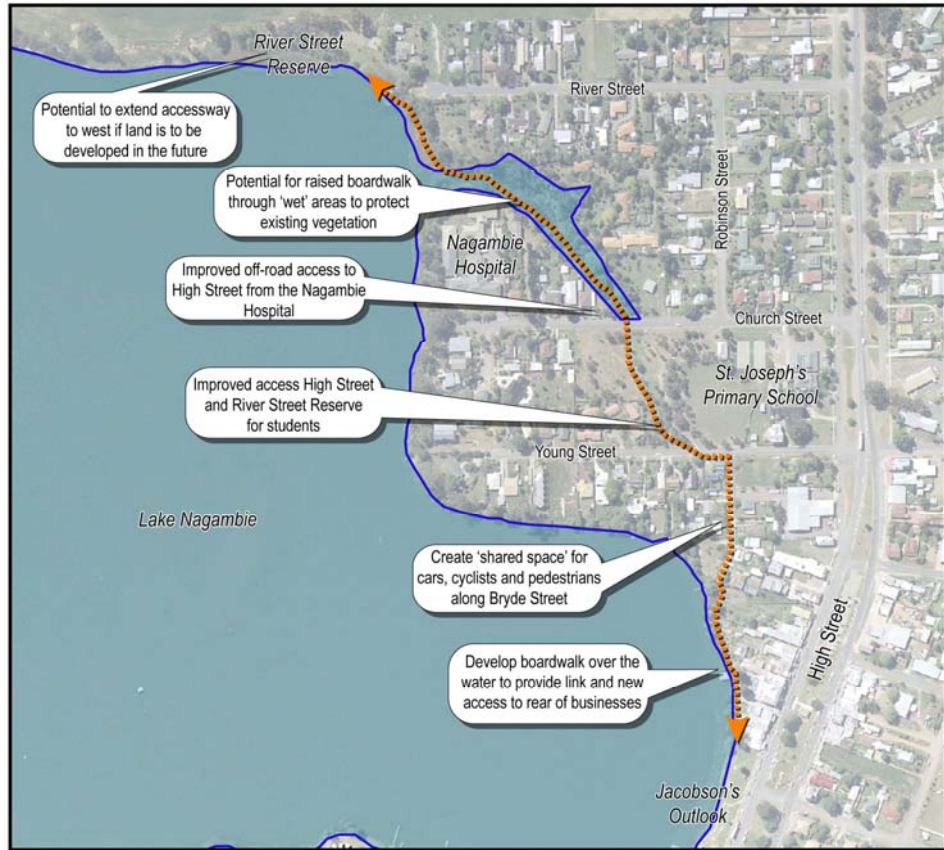 River Street
Reserve
River Street
Potential to extend accessway
to west if land is to be
developed in the future
Potential for raised boardwalk
through ‘wet’ areas to protect
existing vegetation
Robinson Street
Nagambie
Hospital
Improved off-road access to
High Street from the Nagambie
Hospital
Church Street
St. Joseph’s
Primary School
Improved access High Street
and River Street Reserve
for students
Young Street
Lake Nagambie
Create ‘shared space’ for
cars, cyclists and pedestrians
along Bryde Street
High Street
Develop boardwalk over the
water to provide link and new
access to rear of businesses
Jacobson’s
Outlook